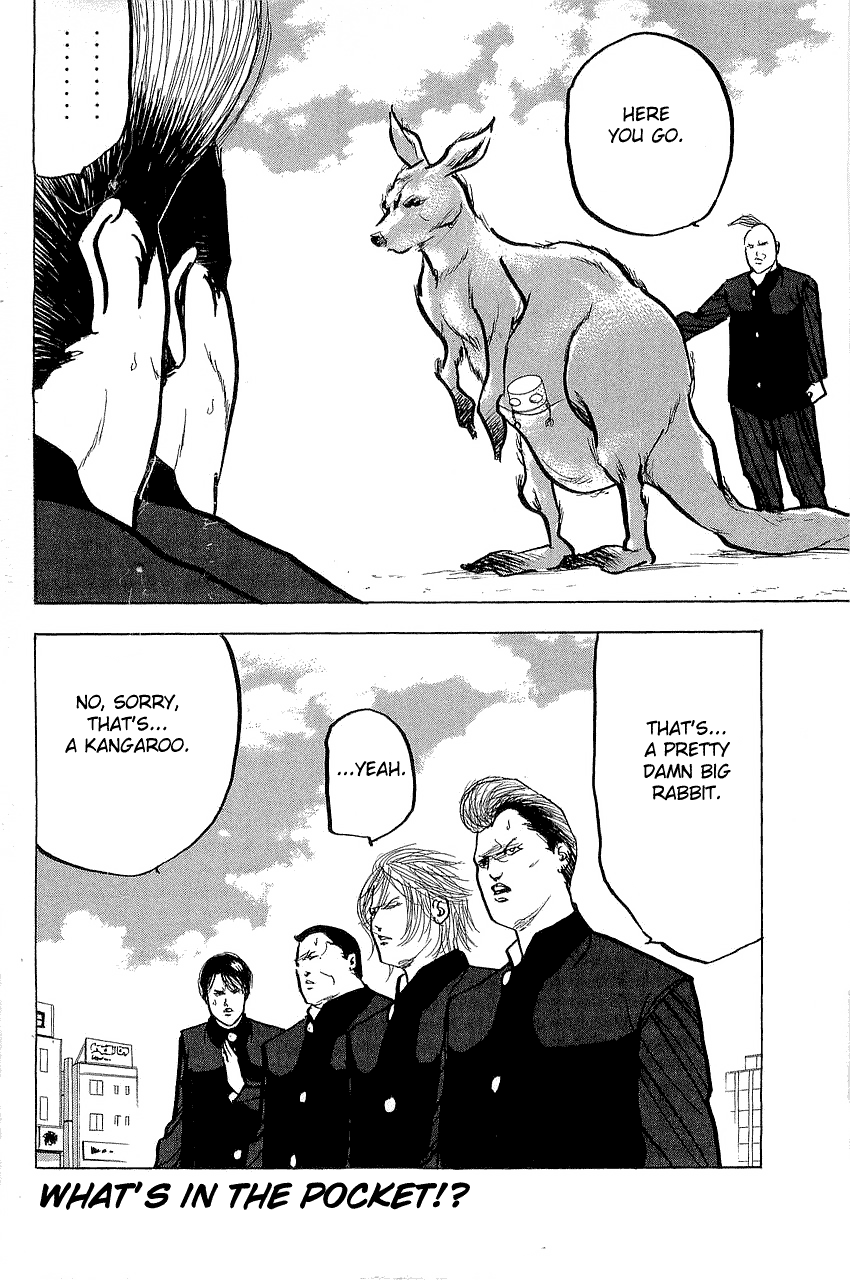 HERE
YOU GO.
. . . . . . . .
. . . . . . . .
THAT'S...
A PRETTY
DAMN BIG
RABBIT.
...YEAH.
NO, SORRY,
THAT'S...
A KANGAROO.
WHAT'S IN THE POCKET!?